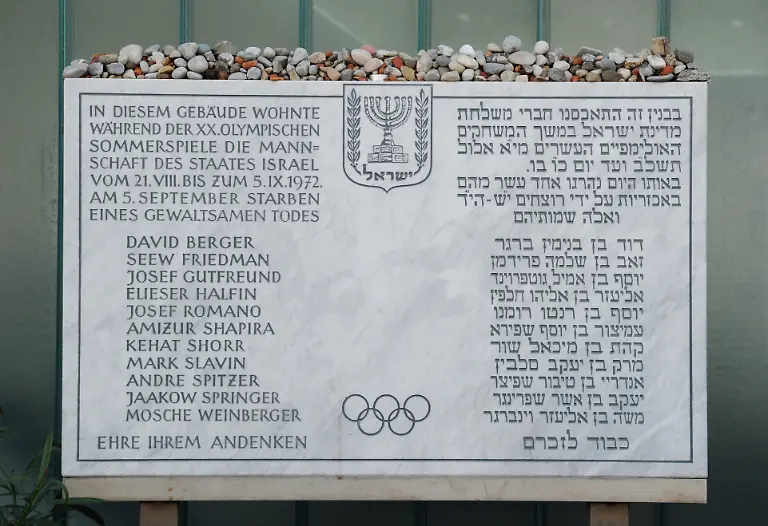 IN DIESEM GEBÄUDE WOHNTE
WÄHREND DER XX.OLYMPISCHEN
SOMMERSPIELE DIE MANN=
SCHAFT DES STAATES ISRAEL
VOM 21.VIII.BIS ZUM 5.IX.1972.
AM 5. SEPTEMBER STARBEN
EINES GEWALTSAMEN TODES
DAVID BERGER
SEEW FRIEDMAN
JOSEF GUTFREUND
ELIESER HALFIN
JOSEF ROMANO
AMIZUR SHAPIRA
KEHAT SHORR
MARK SLAVIN
ANDRE SPITZER
JAAKOW SPRINGER
MOSCHE WEINBERGER
EHRE IHREM ANDENKEN
ישראל
בבנין זה התאכסנו חברי משלחת
מדינת ישראל במשך המשחקים
האולימפיים העשרים מי״א אלול
תשל״ב ועד יום כ״ו בו.
באותו היום נהרגו אחד עשר מהם
באכזריות על ידי רוצחים ימ״ש-הי״ד
ואלה שמותיהם
דוד בן בנימין ברגר
זאב בן שלמה פרידמן
יוסף בן אמיל גוטפרוינד
אליעזר בן אליהו חלפין
יוסף בן רנטו רומנו
עמיצור בן יוסף שפירא
קהת בן מיכאל שור
מרק בן יעקב סלבין
אנדריי בן טיבור שפיצר
יעקב בן אשר שפרינגר
משה בן אליעזר וינברגר
כבוד לזכרם